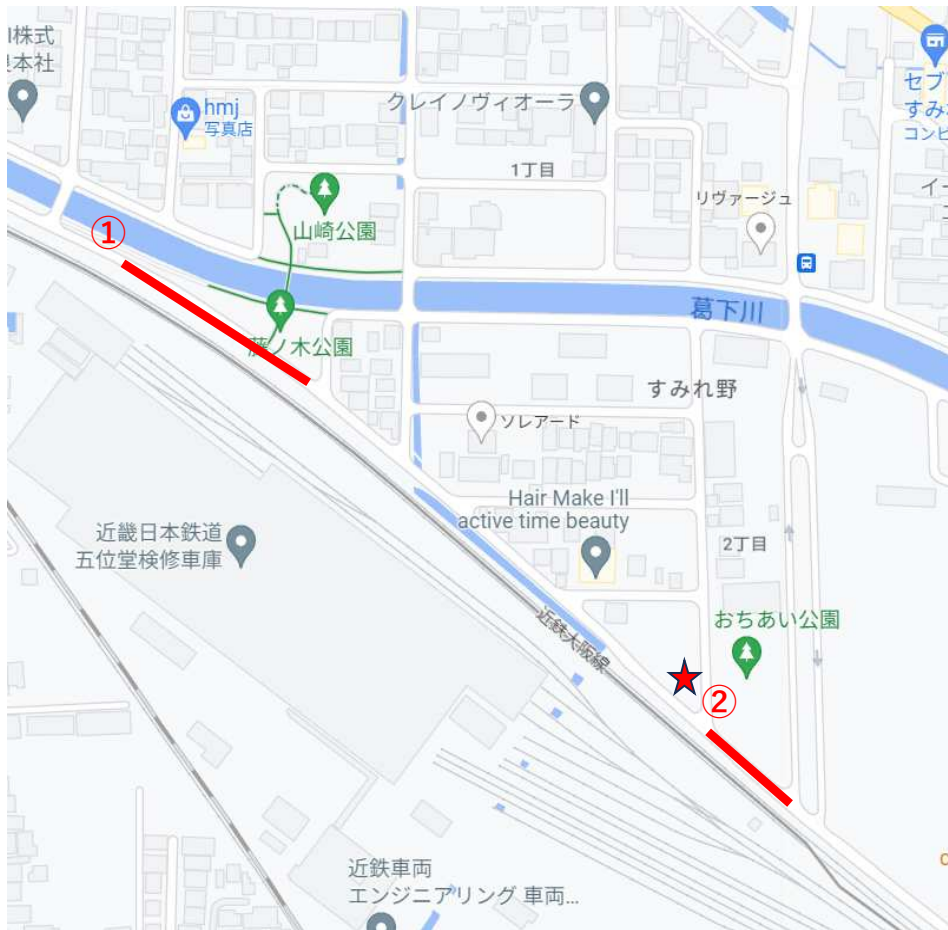 l株式
本社
hmj
写真店
クレイノヴィオーラ
セブ
すみ
コンビ
1丁目
リヴァージュ
イー
①
山崎公園
葛下川
藤ノ木公園
すみれ野
ソレアード
Hair Make I'll
active time beauty
近畿日本鉄道
五位堂検修車庫
2丁目
おちあい公園
近鉄大阪線
②
近鉄車両
エンジニアリング 車両...